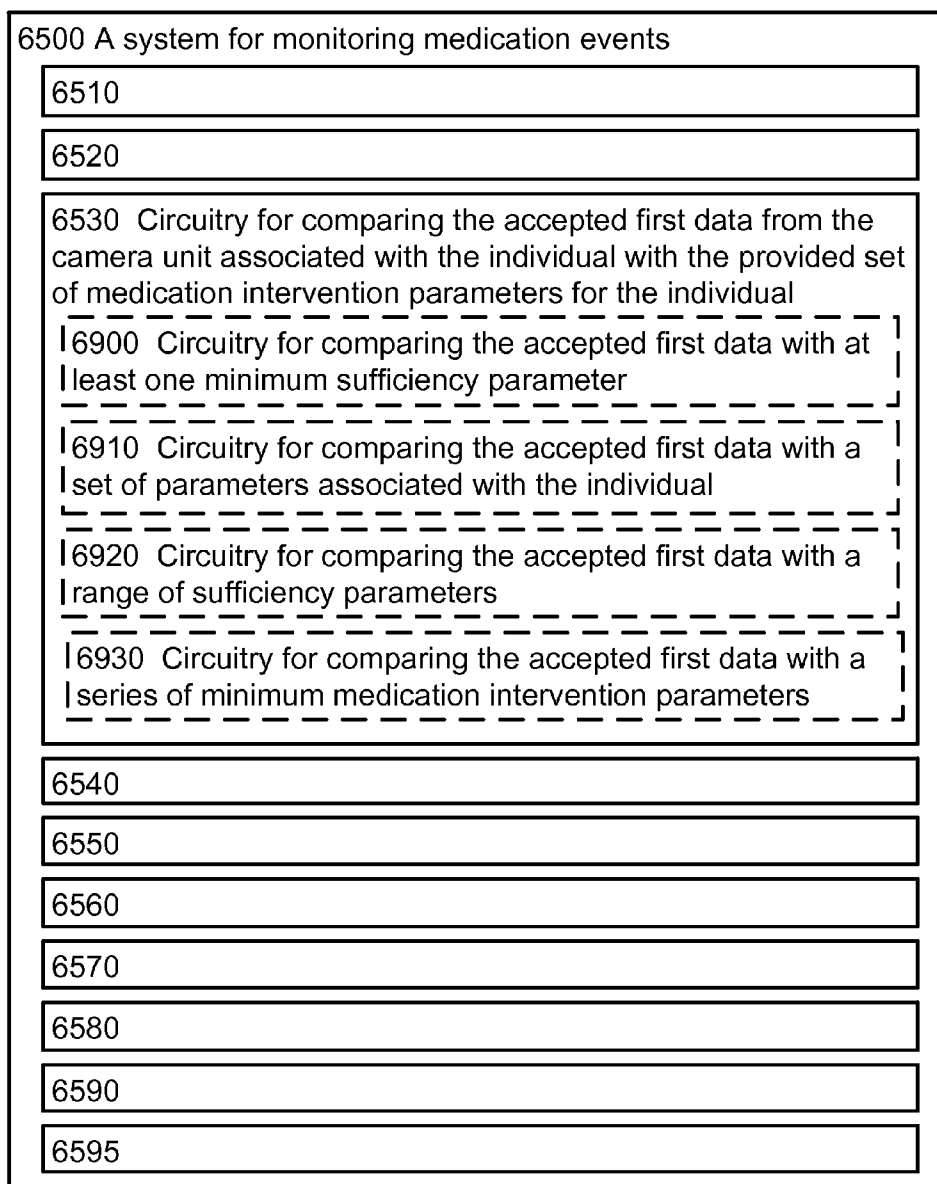 6500 A system for monitoring medication events
6510
6520
6530 Circuitry for comparing the accepted first data from the
camera unit associated with the individual with the provided set
of medication intervention parameters for the individual
6900 Circuitry for comparing the accepted first data with at
least one minimum sufficiency parameter
6910 Circuitry for comparing the accepted first data with a
set of parameters associated with the individual
6920 Circuitry for comparing the accepted first data with a
range of sufficiency parameters
6930 Circuitry for comparing the accepted first data with a
series of minimum medication intervention parameters
6540
6550
6560
6570
6580
6590
6595